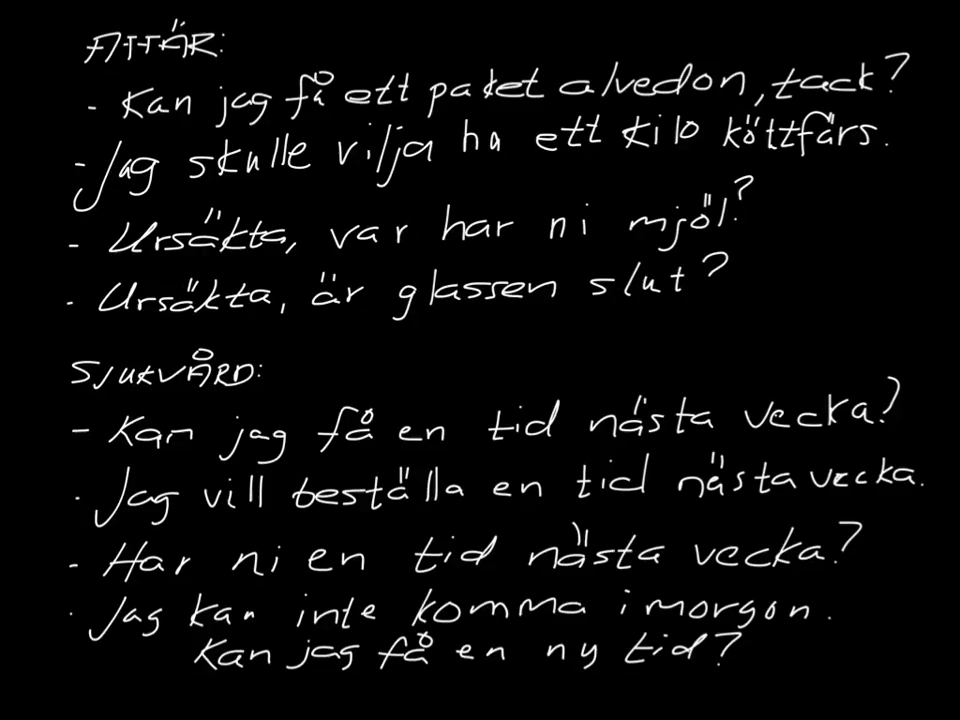 AFFÄR:
- Kan jag få ett paket alvedon, tack?
- Jag skulle vilja ha ett kilo köttfärs.
- Ursäkta, var har ni mjöl?
- Ursäkta, är glassen slut?
SJUKVÅRD:
- Kan jag få en tid nästa vecka?
- Jag vill beställa en tid nästa vecka.
- Har ni en tid nästa vecka?
- Jag kan inte komma imorgon.
Kan jag få en ny tid?